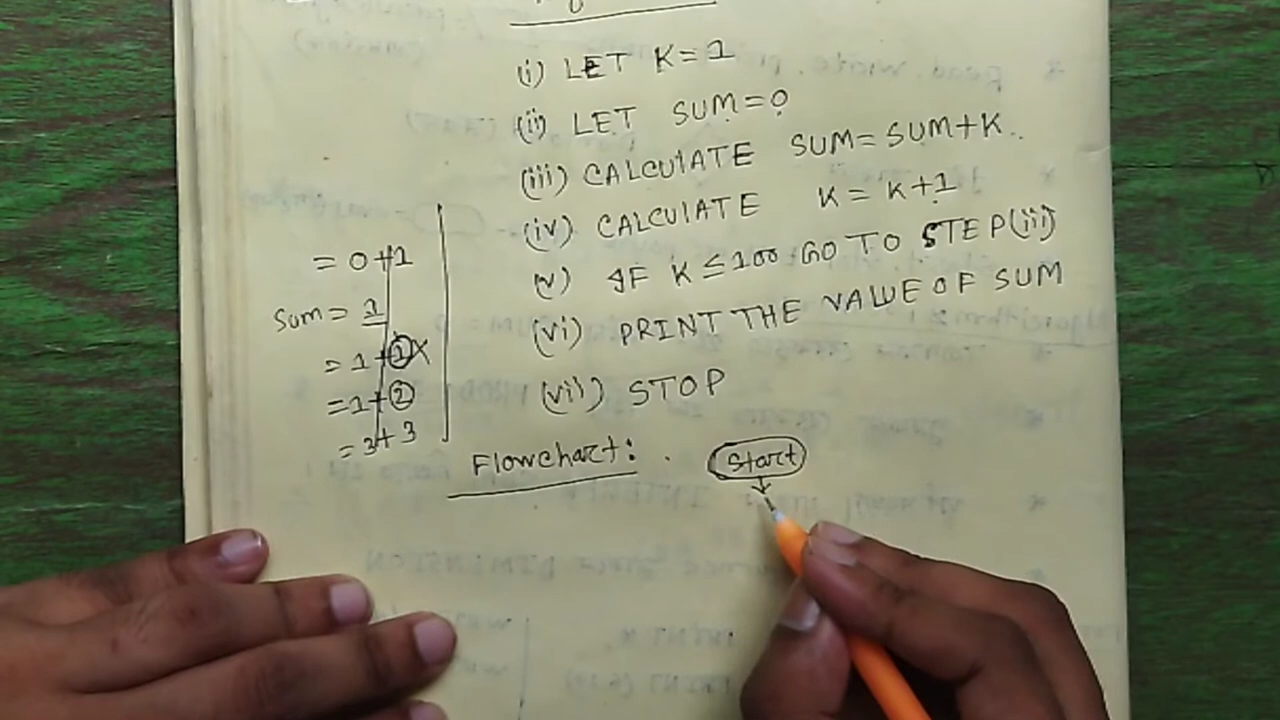 (i) LET K=1
(ii) LET SUM=0
(iii) CALCULATE SUM=SUM+K..
(iv) CALCULATE K=K+1
(v) IF K≤100 GO TO STEP(iii)
(vi) PRINT THE VALUE OF SUM
(vii) STOP
=0+1
Sum=1
=1+1X
=1+2
=3+3
Flowchart:
Start